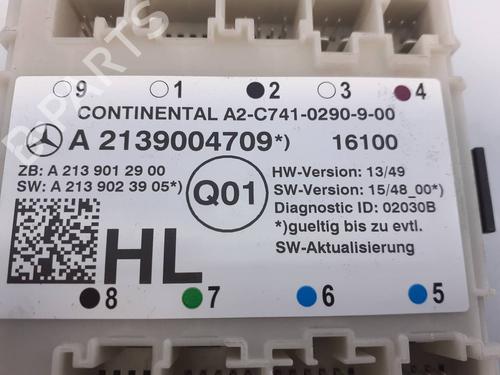 9 1 2 3 4
CONTINENTAL A2-C741-0290-9-00
A 2139004709*) 16100
ZB: A 213 901 29 00
SW: A 213 902 39 05*)
Q01
HW-Version: 13/49
SW-Version: 15/48_00*)
Diagnostic ID: 02030B
*)gueltig bis zu evtl.
SW-Aktualisierung
HL
8 7 6 5
B-PARTS